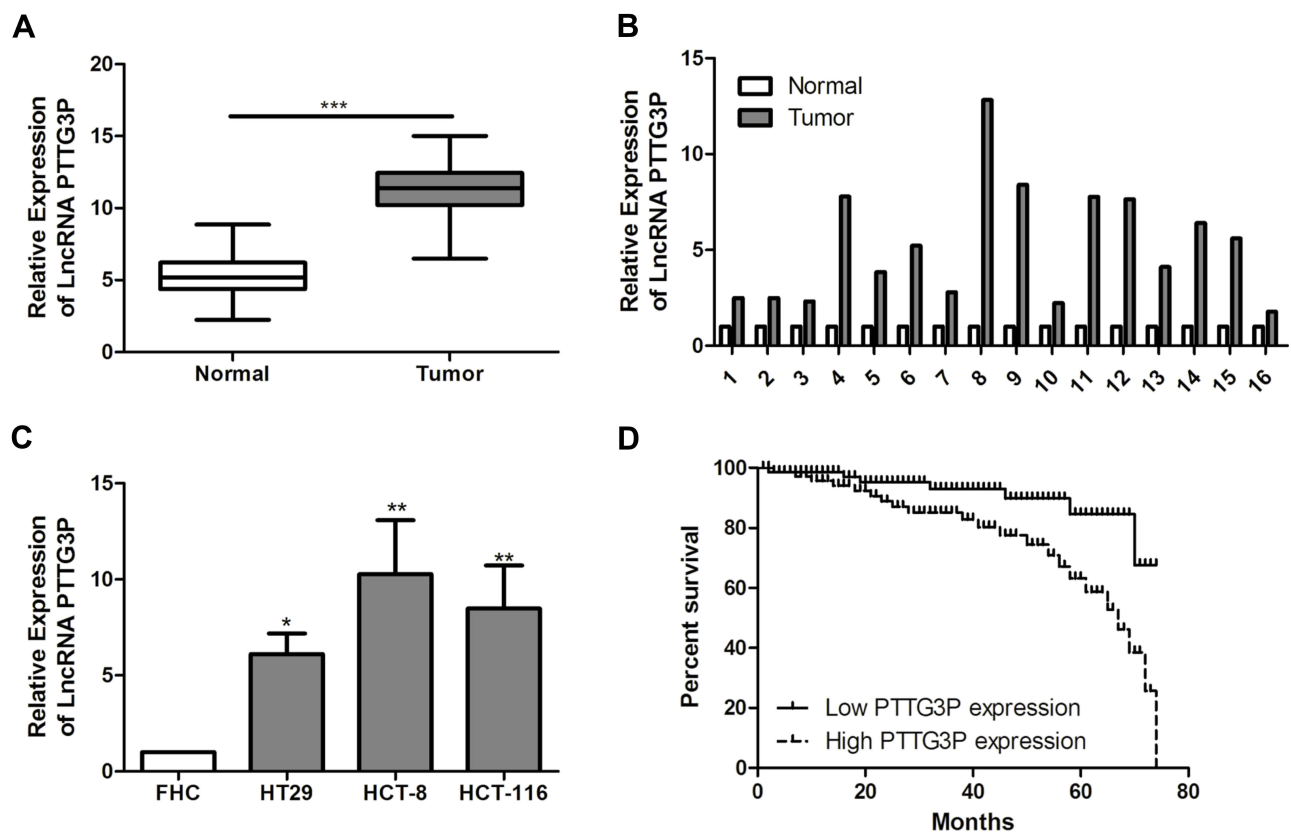 A
Relative Expression
of LncRNA PTTG3P
20
15
10
5
0
***
Normal
Tumor
B
Relative Expression
of LncRNA PTTG3P
15
10
5
0
Normal
Tumor
1 2 3 4 5 6 7 8 9 10 11 12 13 14 15 16
C
Relative Expression
of LncRNA PTTG3P
15
10
5
0
*
**
**
FHC HT29 HCT-8 HCT-116
D
Percent survival
100
80
60
40
20
0
Low PTTG3P expression
High PTTG3P expression
0 20 40 60 80
Months